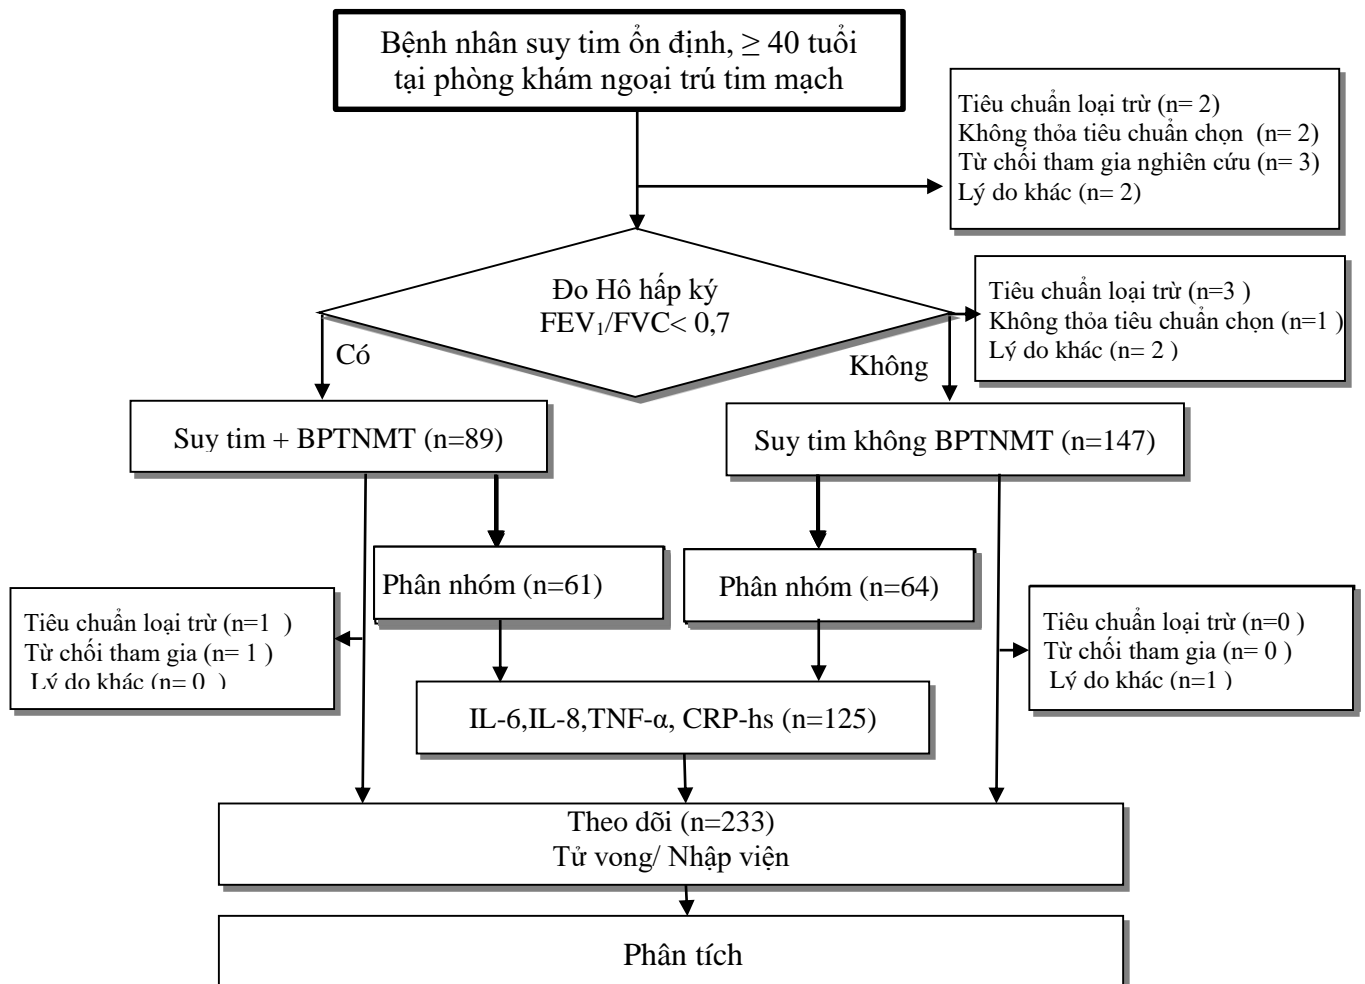 Bệnh nhân suy tim ổn định, ≥ 40 tuổi
tại phòng khám ngoại trú tim mạch
Tiêu chuẩn loại trừ (n= 2)
Không thỏa tiêu chuẩn chọn (n= 2)
Từ chối tham gia nghiên cứu (n= 3)
Lý do khác (n= 2)
Đo Hô hấp ký
FEV₁/FVC< 0,7
Tiêu chuẩn loại trừ (n=3 )
Không thỏa tiêu chuẩn chọn (n=1 )
Lý do khác (n= 2 )
Có
Không
Suy tim + BPTNMT (n=89)
Suy tim không BPTNMT (n=147)
Phân nhóm (n=61)
Phân nhóm (n=64)
Tiêu chuẩn loại trừ (n=1 )
Từ chối tham gia (n= 1 )
Lý do khác (n= 0 )
Tiêu chuẩn loại trừ (n=0 )
Từ chối tham gia (n= 0 )
Lý do khác (n=1 )
IL-6,IL-8,TNF-α, CRP-hs (n=125)
Theo dõi (n=233)
Tử vong/ Nhập viện
Phân tích